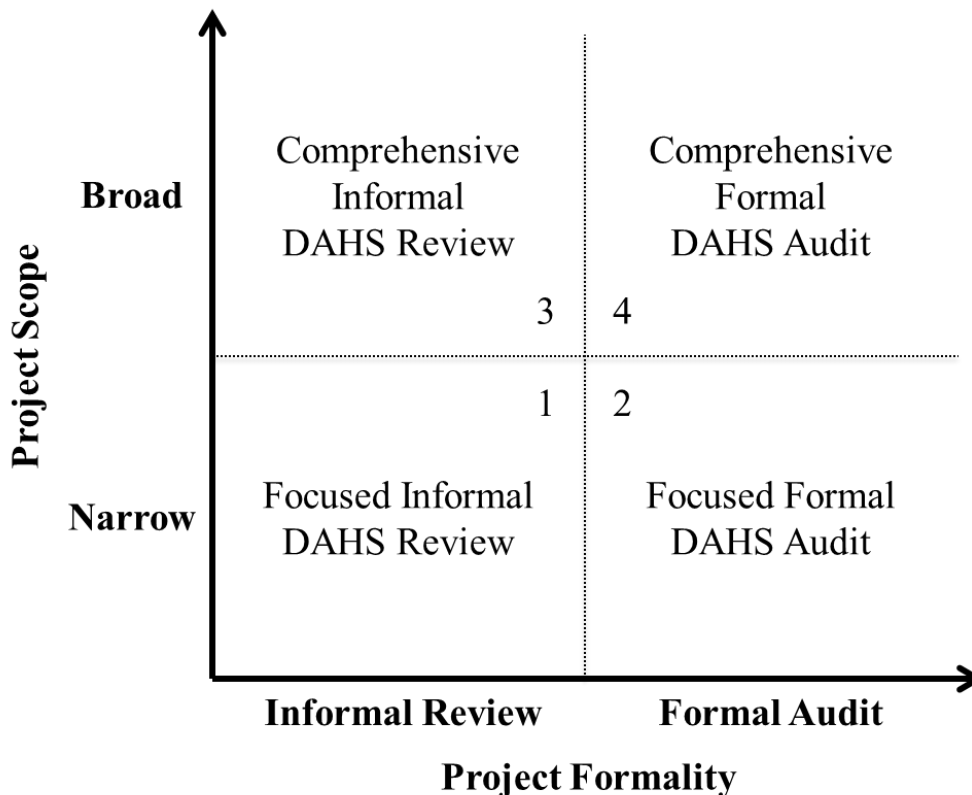 Project Scope
Broad
Narrow
Comprehensive
Informal
DAHS Review
3
Comprehensive
Formal
DAHS Audit
4
1
Focused Informal
DAHS Review
2
Focused Formal
DAHS Audit
Informal Review
Formal Audit
Project Formality